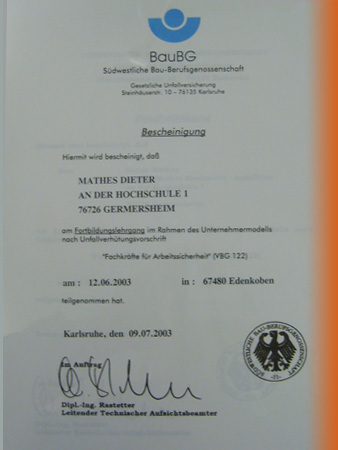 BauBG
Südwestliche Bau-Berufsgenossenschaft
Gesetzliche Unfallversicherung
Steinhäuserstr. 10 – 76135 Karlsruhe
Bescheinigung
Hiermit wird bescheinigt, daß
MATHES DIETER
AN DER HOCHSCHULE 1
76726 GERMERSHEIM
am Fortbildungslehrgang im Rahmen des Unternehmermodells
nach Unfallverhütungsvorschrift
"Fachkräfte für Arbeitssicherheit" (VBG 122)
am : 12.06.2003 in : 67480 Edenkoben
teilgenommen hat.
Karlsruhe, den 09.07.2003
Im Auftrag
SÜDWESTLICHE BAU-BERUFSGENOSSENSCHAFT
Dipl.-Ing. Rastetter
Leitender Technischer Aufsichtsbeamter